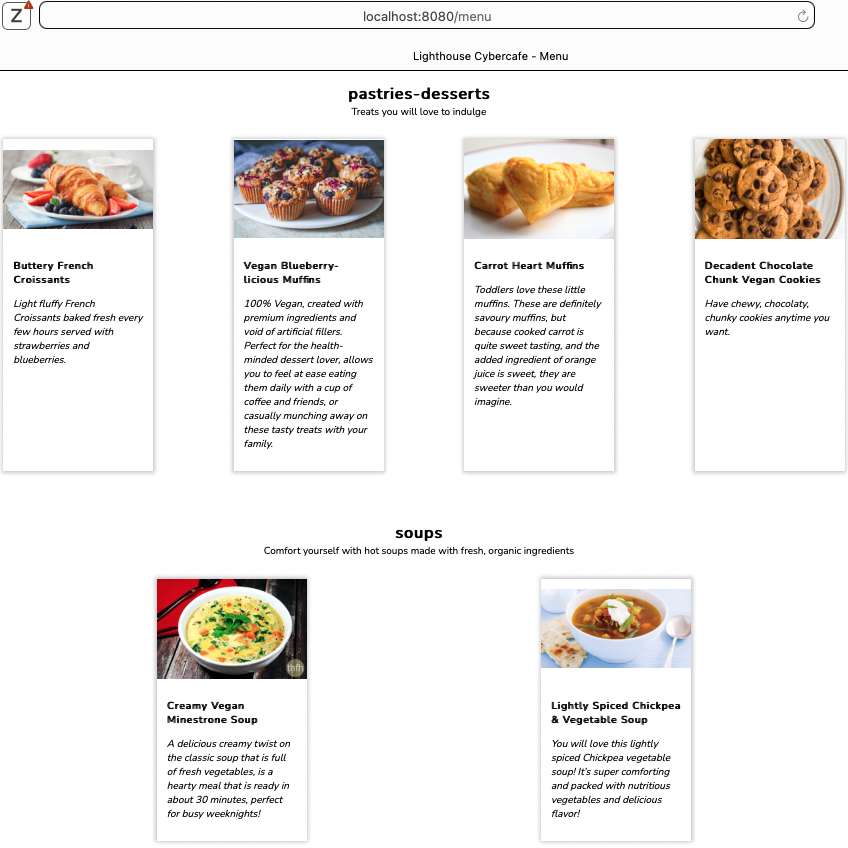 Z
localhost:8080/menu
Lighthouse Cybercafe - Menu
pastries-desserts
Treats you will love to indulge
Buttery French
Croissants
Light fluffy French
Croissants baked fresh every
few hours served with
strawberries and
blueberries.
Vegan Blueberry-
licious Muffins
100% Vegan, created with
premium ingredients and
void of artificial fillers.
Perfect for the health-
minded dessert lover, allows
you to feel at ease eating
them daily with a cup of
coffee and friends, or
casually munching away on
these tasty treats with your
family.
Carrot Heart Muffins
Toddlers love these little
muffins. These are definitely
savoury muffins, but
because cooked carrot is
quite sweet tasting, and the
added ingredient of orange
juice is sweet, they are
sweeter than you would
imagine.
Decadent Chocolate
Chunk Vegan Cookies
Have chewy, chocolaty,
chunky cookies anytime you
want.
soups
Comfort yourself with hot soups made with fresh, organic ingredients
thfh
Creamy Vegan
Minestrone Soup
A delicious creamy twist on
the classic soup that is full
of fresh vegetables, is a
hearty meal that is ready in
about 30 minutes, perfect
for busy weeknights!
Lightly Spiced Chickpea
& Vegetable Soup
You will love this lightly
spiced Chickpea vegetable
soup! It's super comforting
and packed with nutritious
vegetables and delicious
flavor!